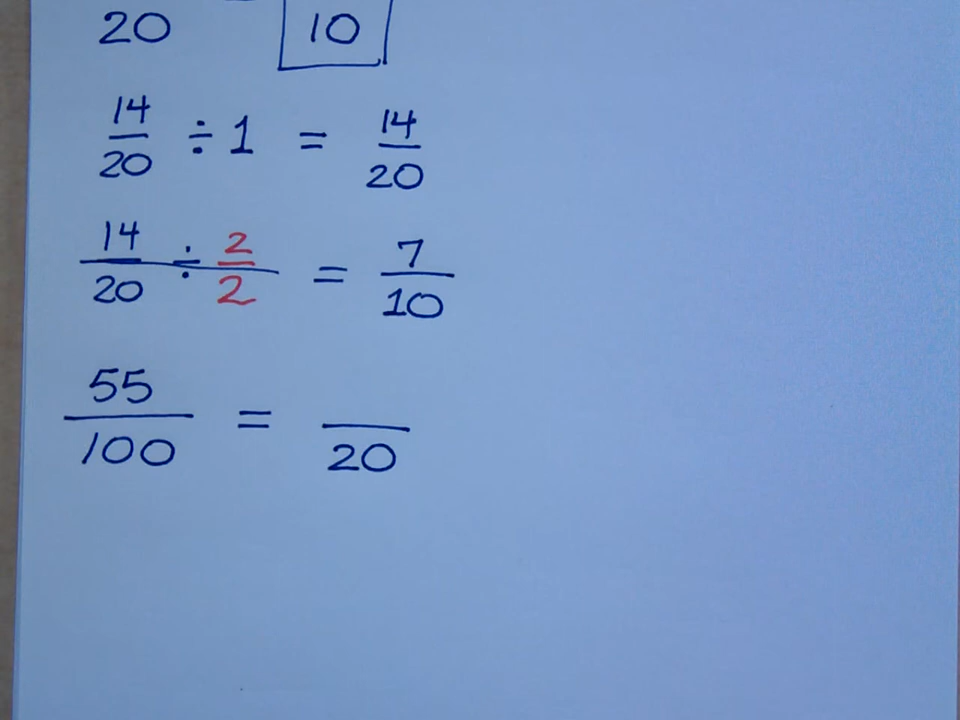 20 10
14/20 ÷ 1 = 14/20
14/20 ÷ 2/2 = 7/10
55/100 = /20